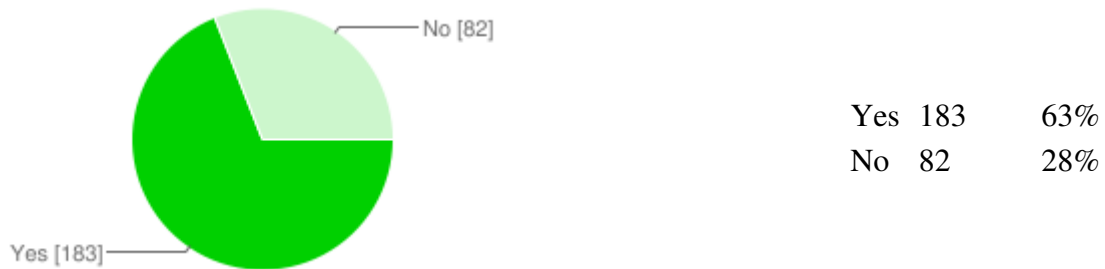 No [82]
Yes 183 63%
No 82 28%
Yes [183]